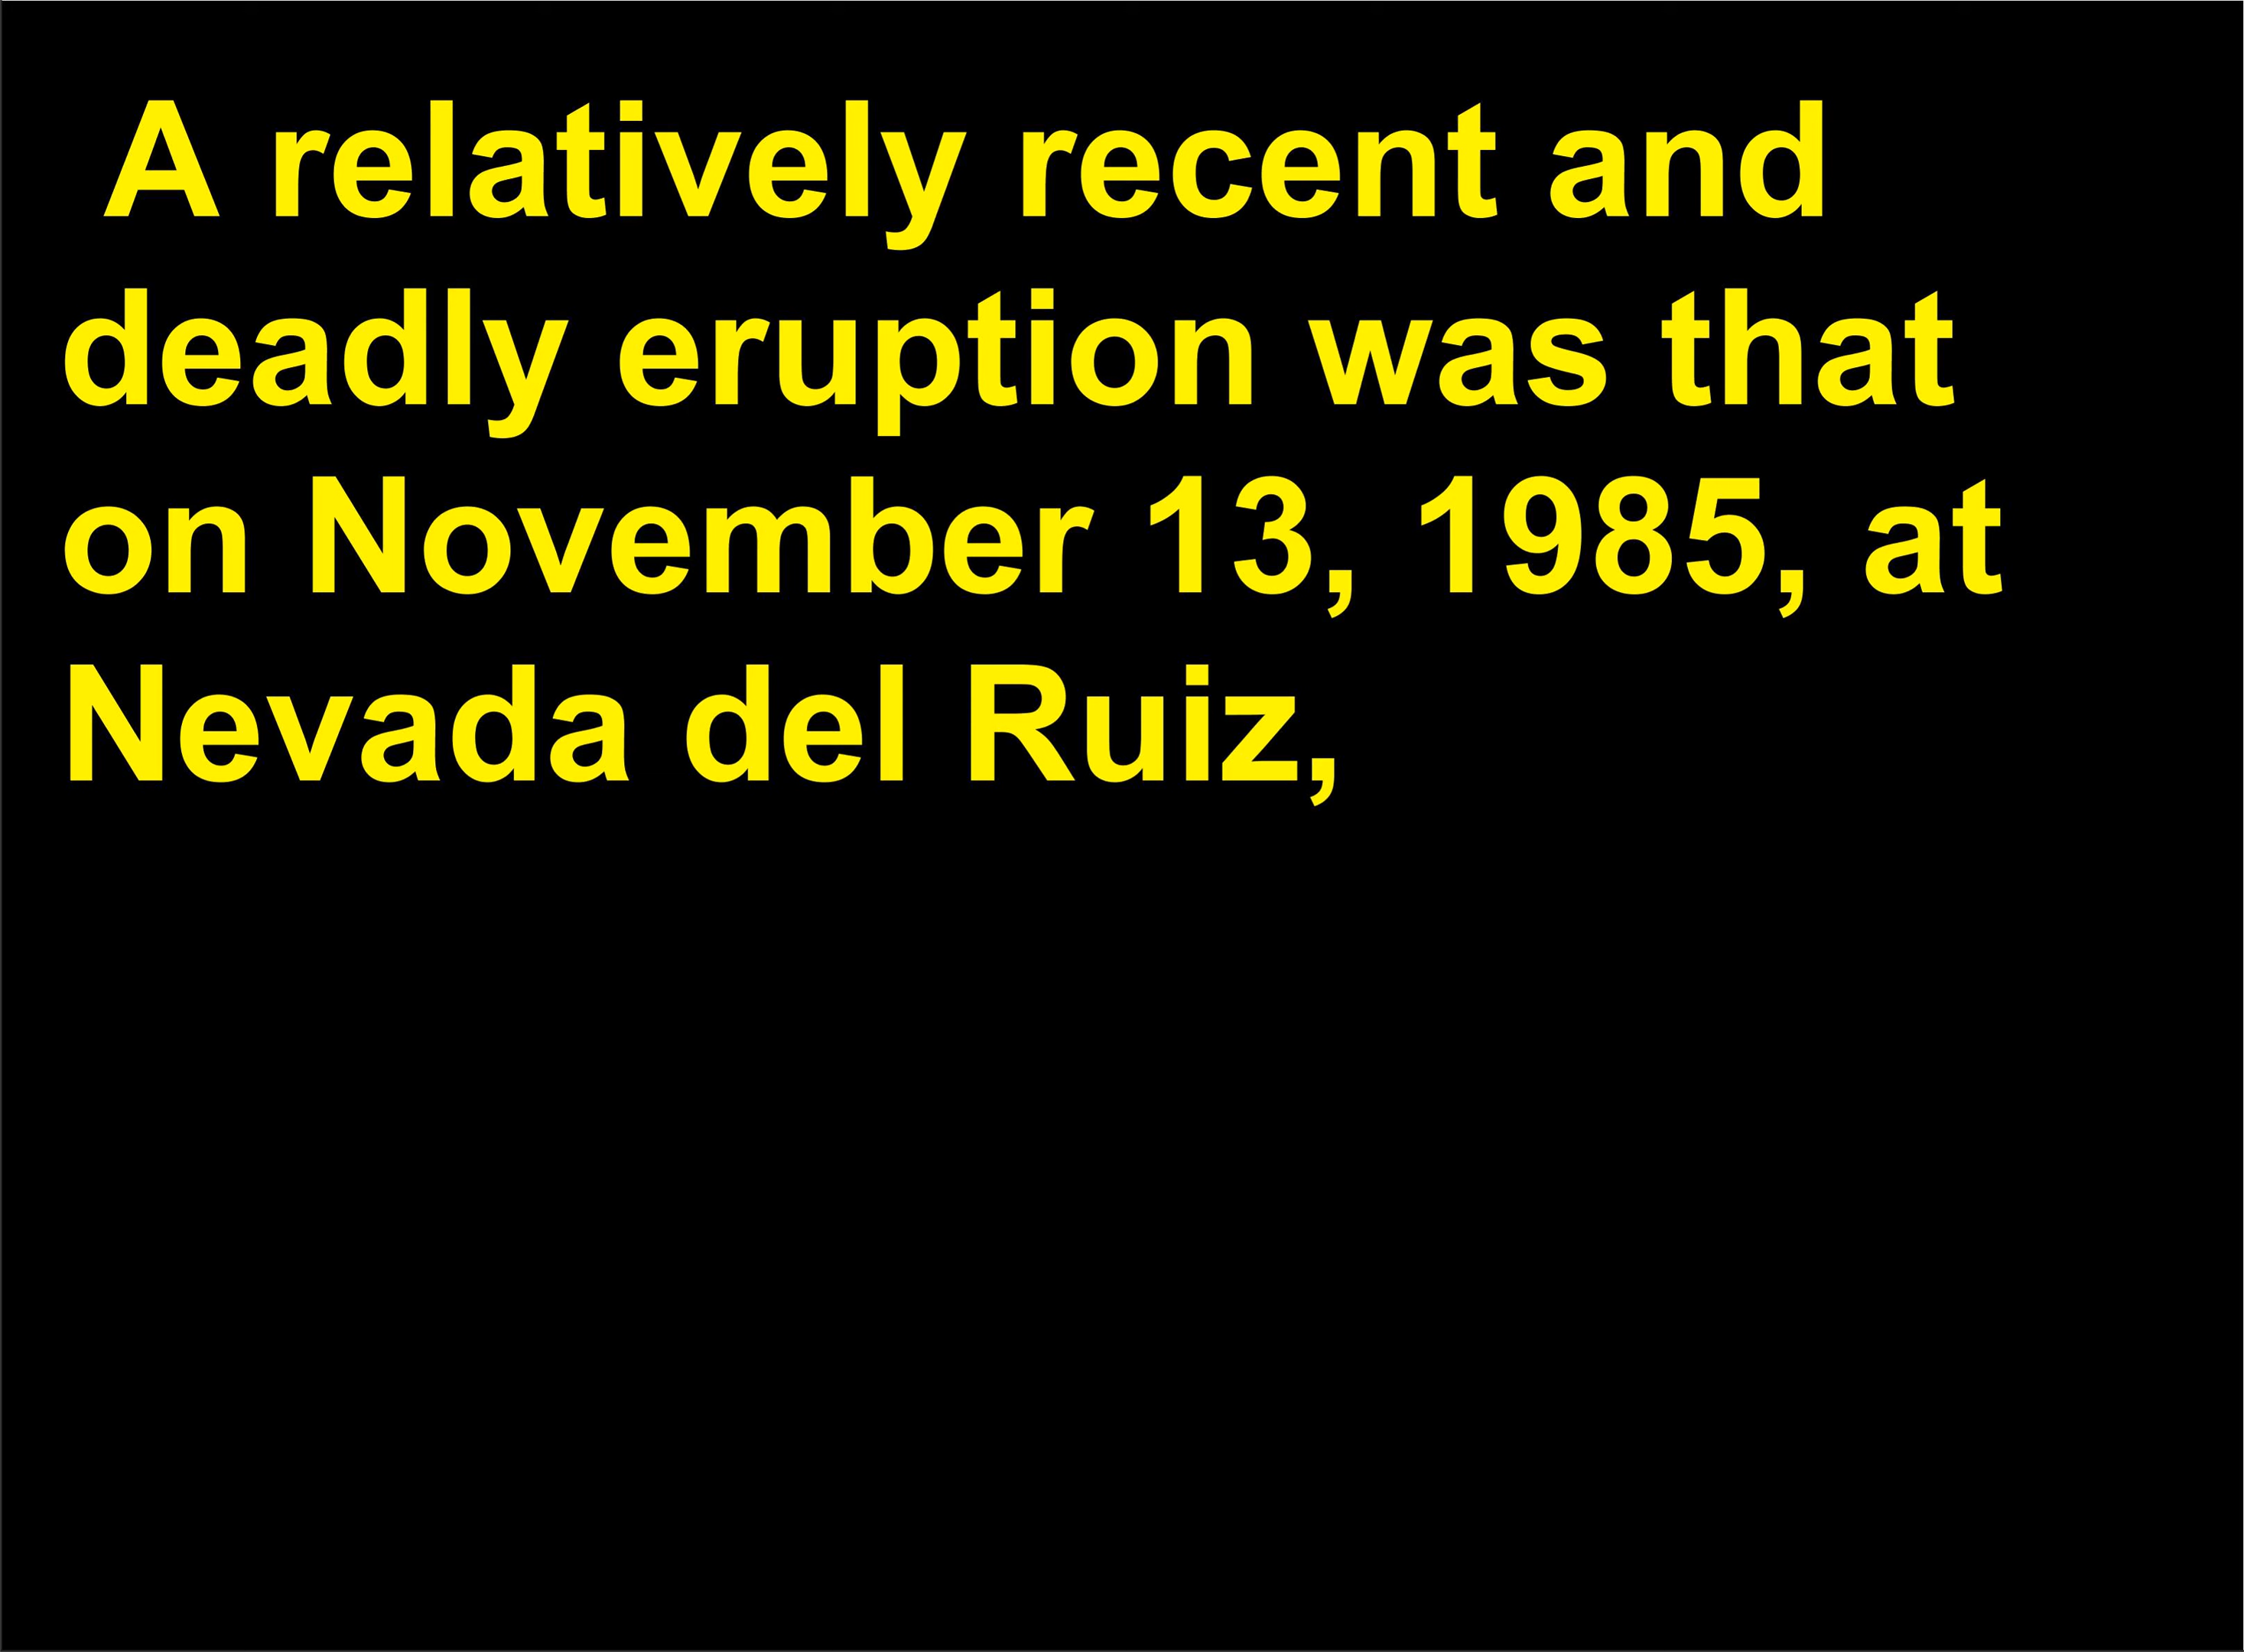 A relatively recent and
deadly eruption was that
on November 13, 1985, at
Nevada del Ruiz,